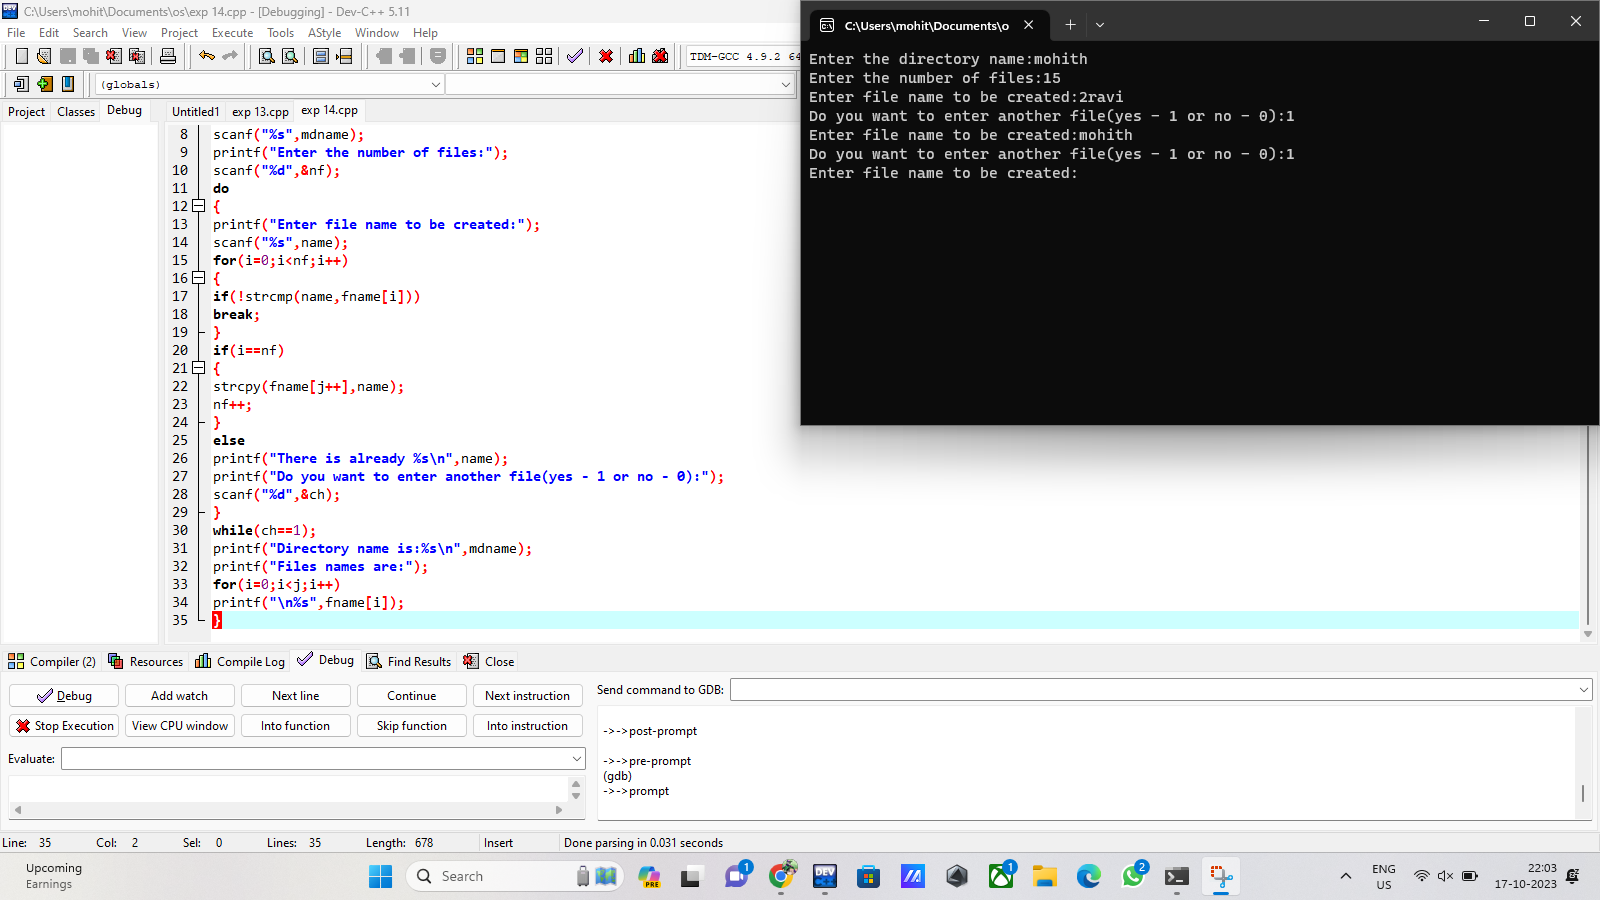 C:\Users\mohit\Documents\os\exp 14.cpp - [Debugging] - Dev-C++ 5.11
File Edit Search View Project Execute Tools AStyle Window Help
TDM-GCC 4.9.2 64
(globals)
Project Classes Debug
Untitled1 exp 13.cpp exp 14.cpp
8 scanf("%s",mdname);
9 printf("Enter the number of files:");
10 scanf("%d",&nf);
11 do
12 {
13 printf("Enter file name to be created:");
14 scanf("%s",name);
15 for(i=0;i<nf;i++)
16 {
17 if(!strcmp(name,fname[i]))
18 break;
19 }
20 if(i==nf)
21 {
22 strcpy(fname[j++],name);
23 nf++;
24 }
25 else
26 printf("There is already %s\n",name);
27 printf("Do you want to enter another file(yes - 1 or no - 0):");
28 scanf("%d",&ch);
29 }
30 while(ch==1);
31 printf("Directory name is:%s\n",mdname);
32 printf("Files names are:");
33 for(i=0;i<j;i++)
34 printf("\n%s",fname[i]);
35 }
C:\Users\mohit\Documents\o
Enter the directory name:mohith
Enter the number of files:15
Enter file name to be created:2ravi
Do you want to enter another file(yes - 1 or no - 0):1
Enter file name to be created:mohith
Do you want to enter another file(yes - 1 or no - 0):1
Enter file name to be created:
Compiler (2) Resources Compile Log Debug Find Results Close
Debug Add watch Next line Continue Next instruction
Stop Execution View CPU window Into function Skip function Into instruction
Evaluate:
Send command to GDB:
->->post-prompt
->->pre-prompt
(gdb)
->->prompt
Line: 35 Col: 2 Sel: 0 Lines: 35 Length: 678 Insert Done parsing in 0.031 seconds
Upcoming
Earnings
Search
PRE
1
DEV
1
2
ENG
US
22:03
17-10-2023